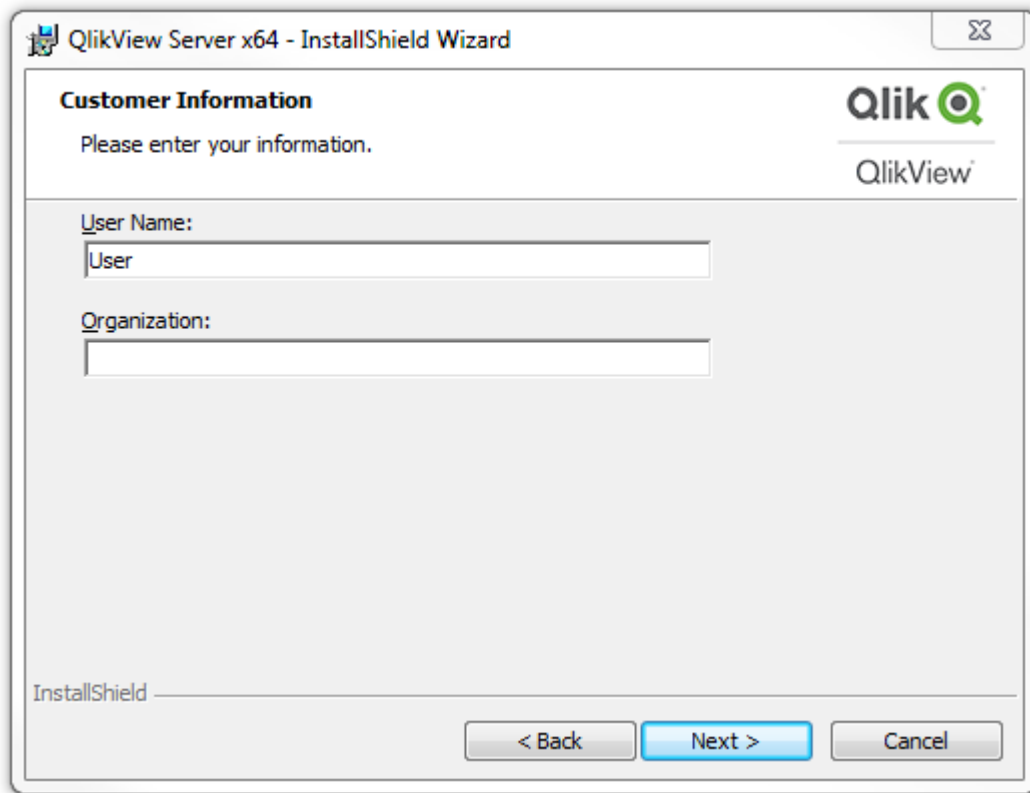 QlikView Server x64 - InstallShield Wizard
Customer Information
Please enter your information.
Qlik
QlikView
User Name:
User
Organization:
InstallShield
< Back
Next >
Cancel